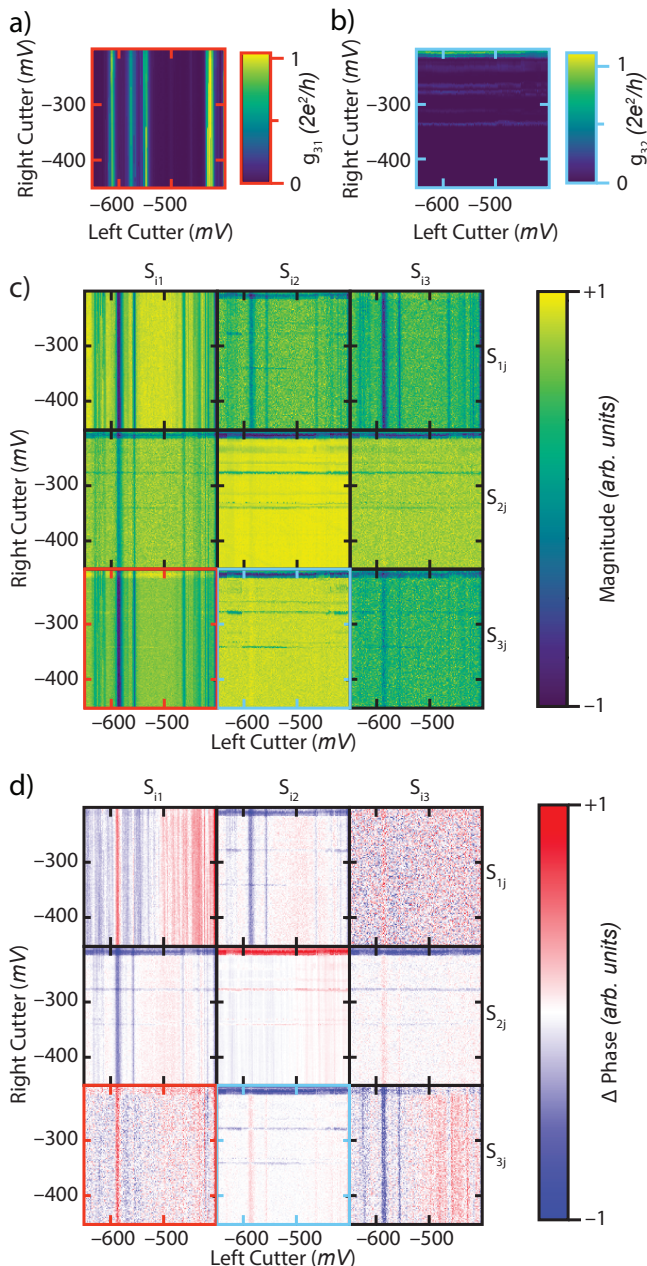 a)
b)
1
1
−300
−400
−300
−400
Right Cutter (mV)
Right Cutter (mV)
g31 (2e²/h)
g32 (2e²/h)
0
0
−600 −500
−600 −500
Left Cutter (mV)
Left Cutter (mV)
c)
Si1 Si2 Si3
S1j
S2j
S3j
−300
−400
−300
−400
−300
−400
Right Cutter (mV)
−600 −500 −600 −500 −600 −500
Left Cutter (mV)
+1
Magnitude (arb. units)
−1
d)
Si1 Si2 Si3
S1j
S2j
S3j
−300
−400
−300
−400
−300
−400
Right Cutter (mV)
−600 −500 −600 −500 −600 −500
Left Cutter (mV)
+1
Δ Phase (arb. units)
−1